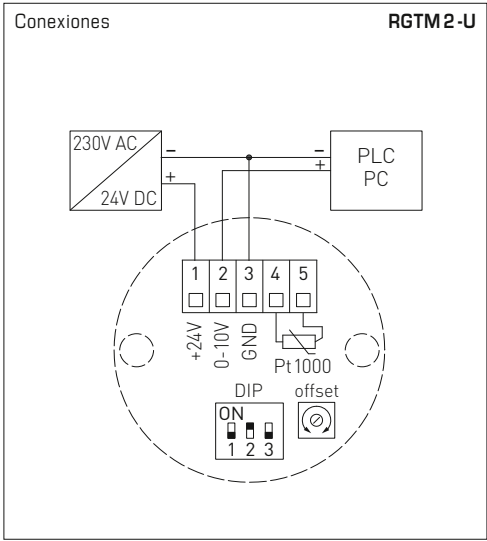 Conexiones
RGTM 2-U
230V AC
24V DC
–
+
–
+
PLC
PC
1 2 3 4 5
+24V
0-10V
GND
Pt1000
DIP
offset
ON
1 2 3